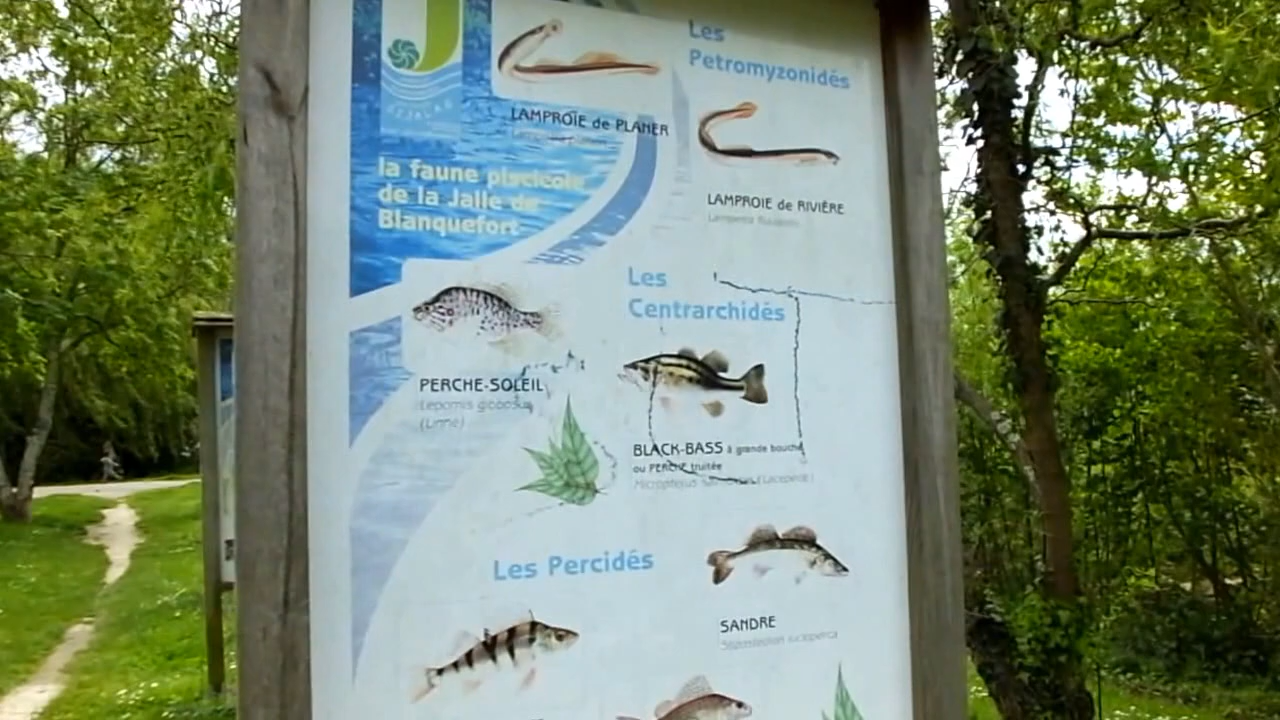 Les
Petromyzonidés
LAMPROIE de PLANER
LAMPROIE de RIVIÈRE
la faune piscicole
de la Jalle de
Blanquefort
Les
Centrarchidés
PERCHE-SOLEIL
Lepomis gibbosus
(Linné)
BLACK-BASS à grande bouche
ou PERCHE truitée
Les Percidés
SANDRE